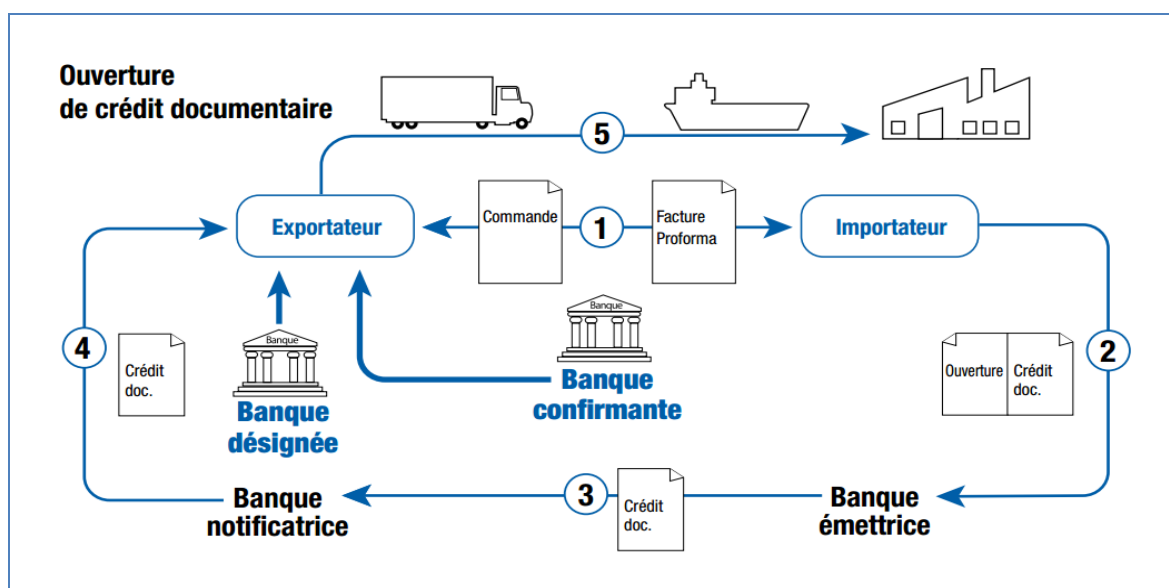 Ouverture
de crédit documentaire
5
Exportateur
Commande
1
Facture
Proforma
Importateur
4
Crédit
doc.
Banque
Banque
désignée
Banque
Banque
confirmante
Ouverture
Crédit
doc.
2
Banque
notificatrice
3
Crédit
doc.
Banque
émettrice